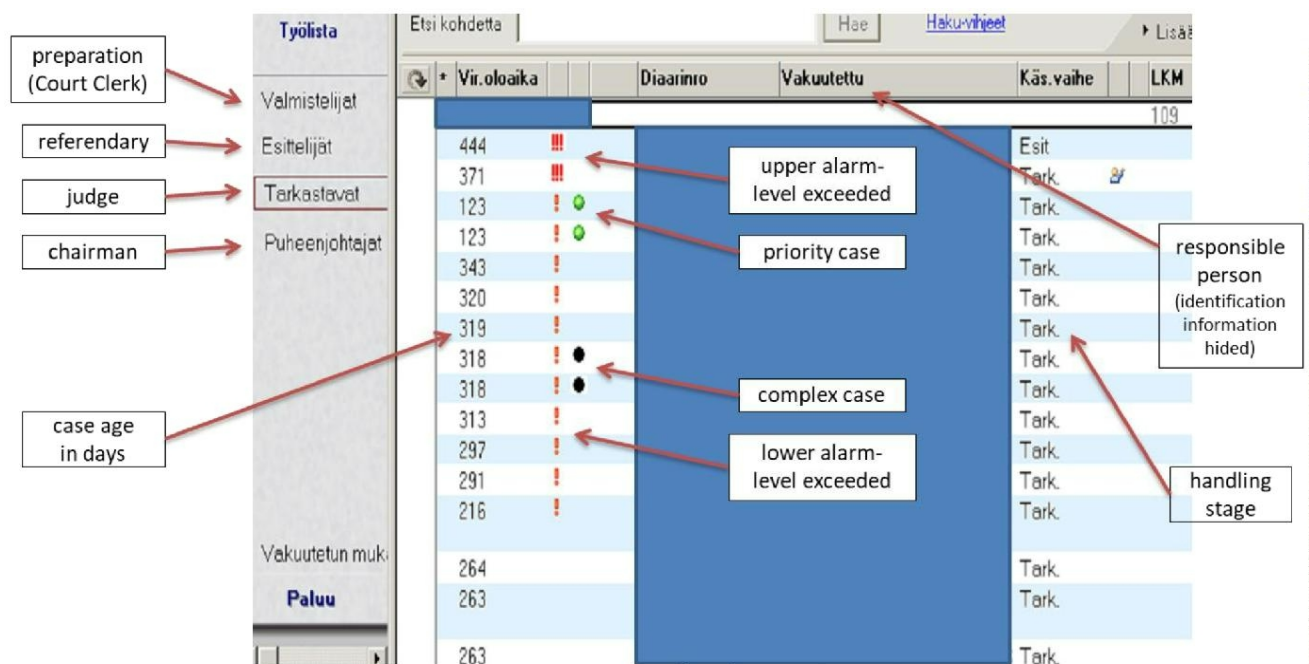 Työlista
Etsi kohdetta
Hae
Haku-vihjeet
Lisää
preparation
(Court Clerk)
referendary
judge
chairman
case age
in days
Valmistelijat
Esittelijät
Tarkastavat
Puheenjohtajat
Vakuutetun muk
Paluu
* Vir.oloaika Diaarinro Vakuutettu Käs.vaihe LKM
109
444 !!! Esit
371 !!! Tark.
123 ! Tark.
123 ! Tark.
343 ! Tark.
320 ! Tark.
319 ! Tark.
318 ! Tark.
318 ! Tark.
313 ! Tark.
297 ! Tark.
291 ! Tark.
216 ! Tark.
264 Tark.
263 Tark.
263 Tark.
upper alarm-
level exceeded
priority case
complex case
lower alarm-
level exceeded
responsible
person
(identification
information
hided)
handling
stage